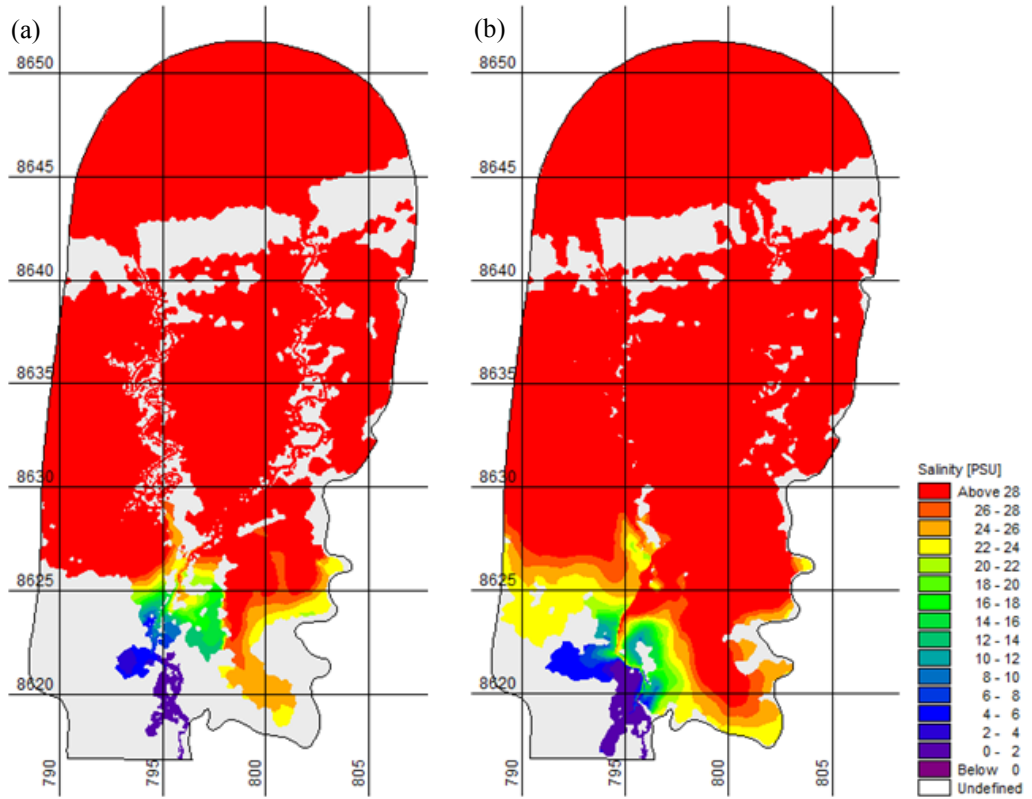 (a)
8650
8645
8640
8635
8630
8625
8620
790
795
800
805
(b)
8650
8645
8640
8635
8630
8625
8620
790
795
800
805
Salinity [PSU]
Above 28
26 - 28
24 - 26
22 - 24
20 - 22
18 - 20
16 - 18
14 - 16
12 - 14
10 - 12
8 - 10
6 - 8
4 - 6
2 - 4
0 - 2
Below 0
Undefined